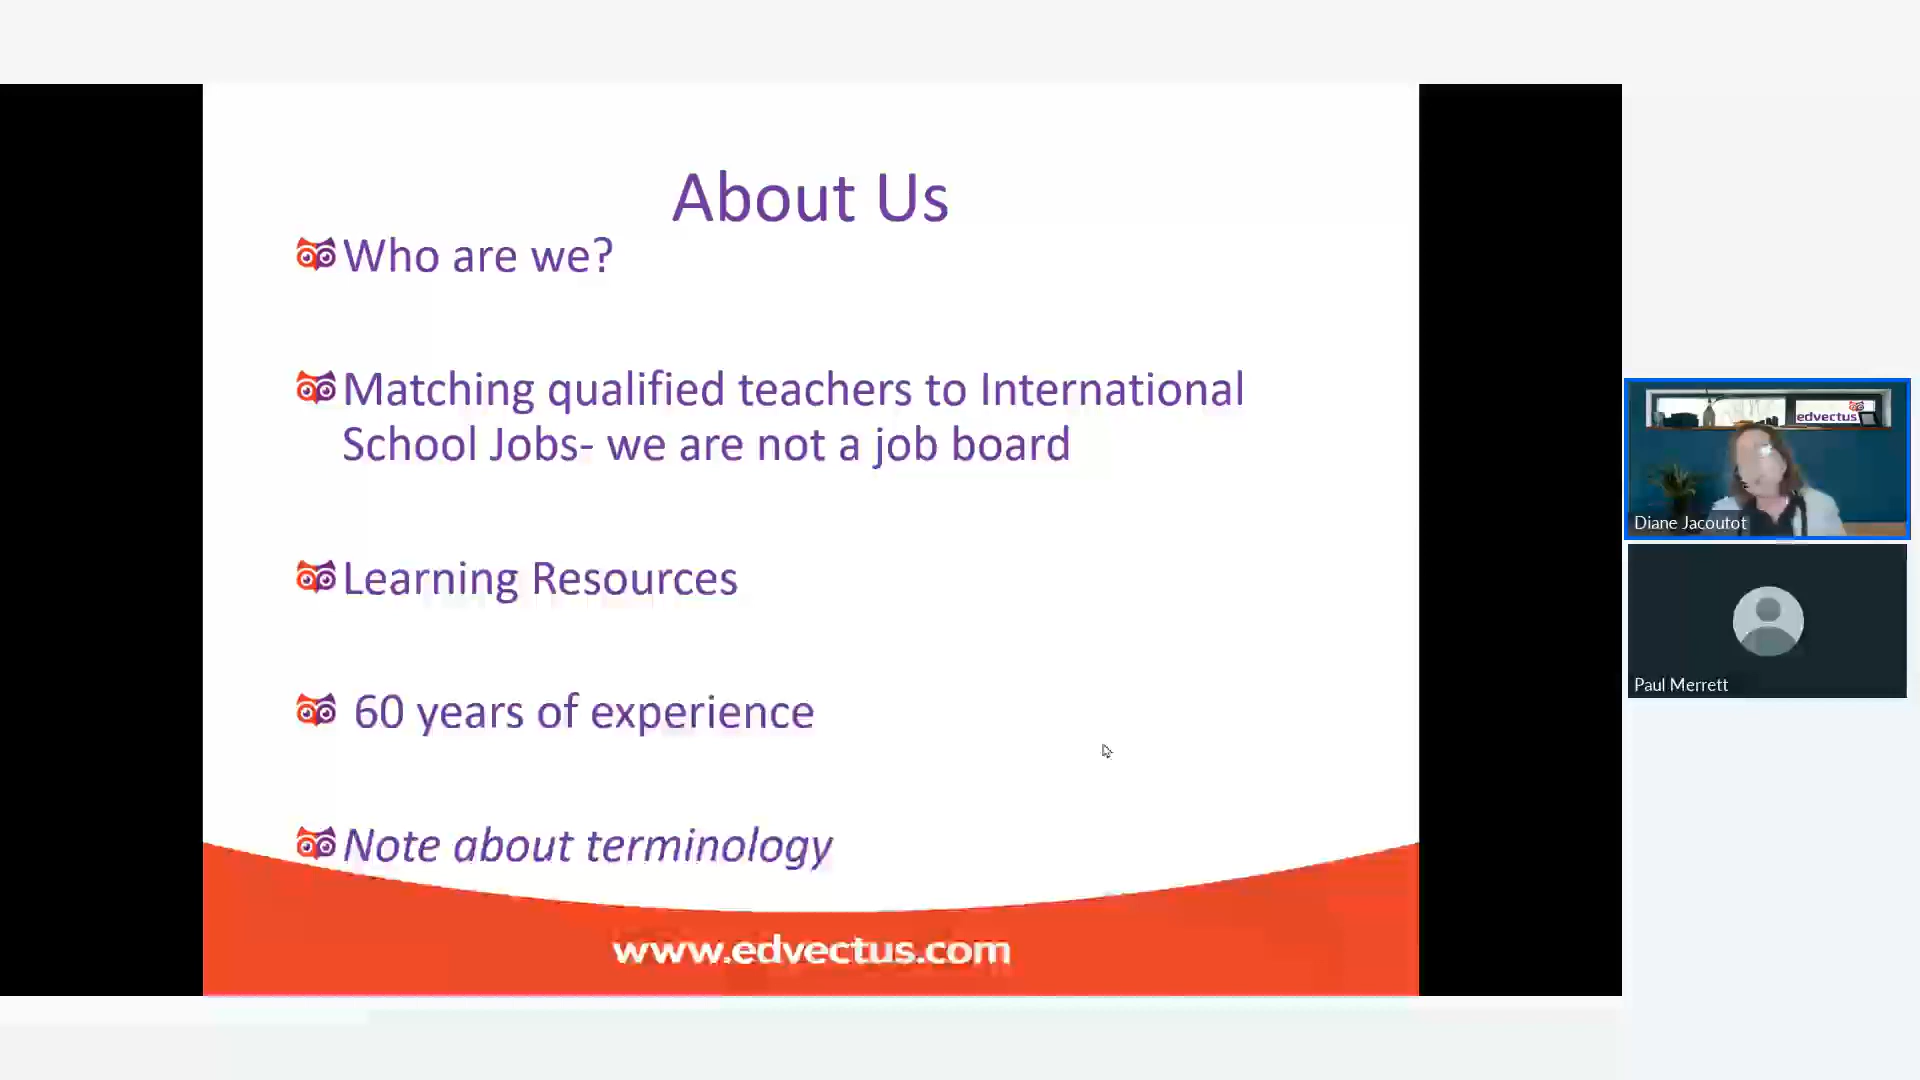 About Us
Who are we?
Matching qualified teachers to International
School Jobs- we are not a job board
Learning Resources
60 years of experience
Note about terminology
www.edvectus.com
edvectus
Diane Jacoutot
Paul Merrett